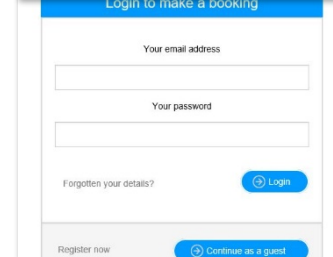 Login to make a booking
Your email address
Your password
Forgotten your details?
Login
Register now
Continue as a guest